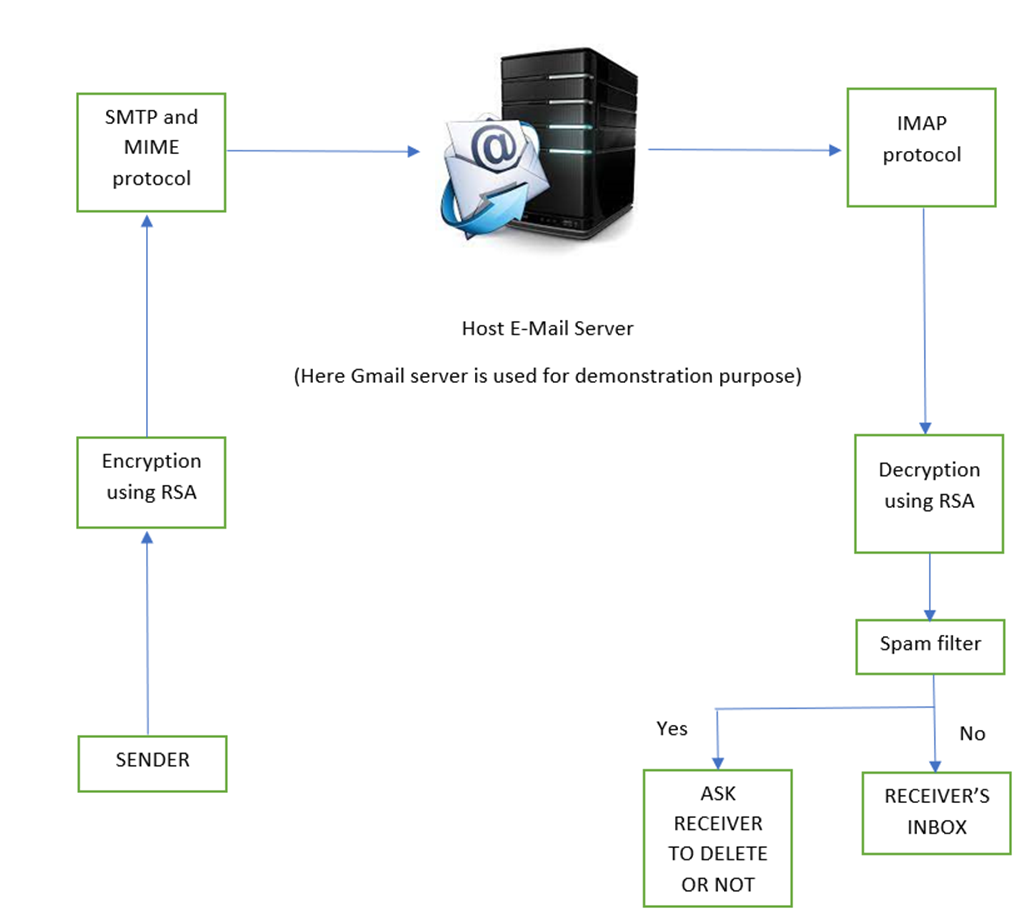 SMTP and
MIME
protocol
@
IMAP
protocol
Host E-Mail Server
(Here Gmail server is used for demonstration purpose)
Encryption
using RSA
Decryption
using RSA
Spam filter
Yes
No
SENDER
ASK
RECEIVER
TO DELETE
OR NOT
RECEIVER’S
INBOX